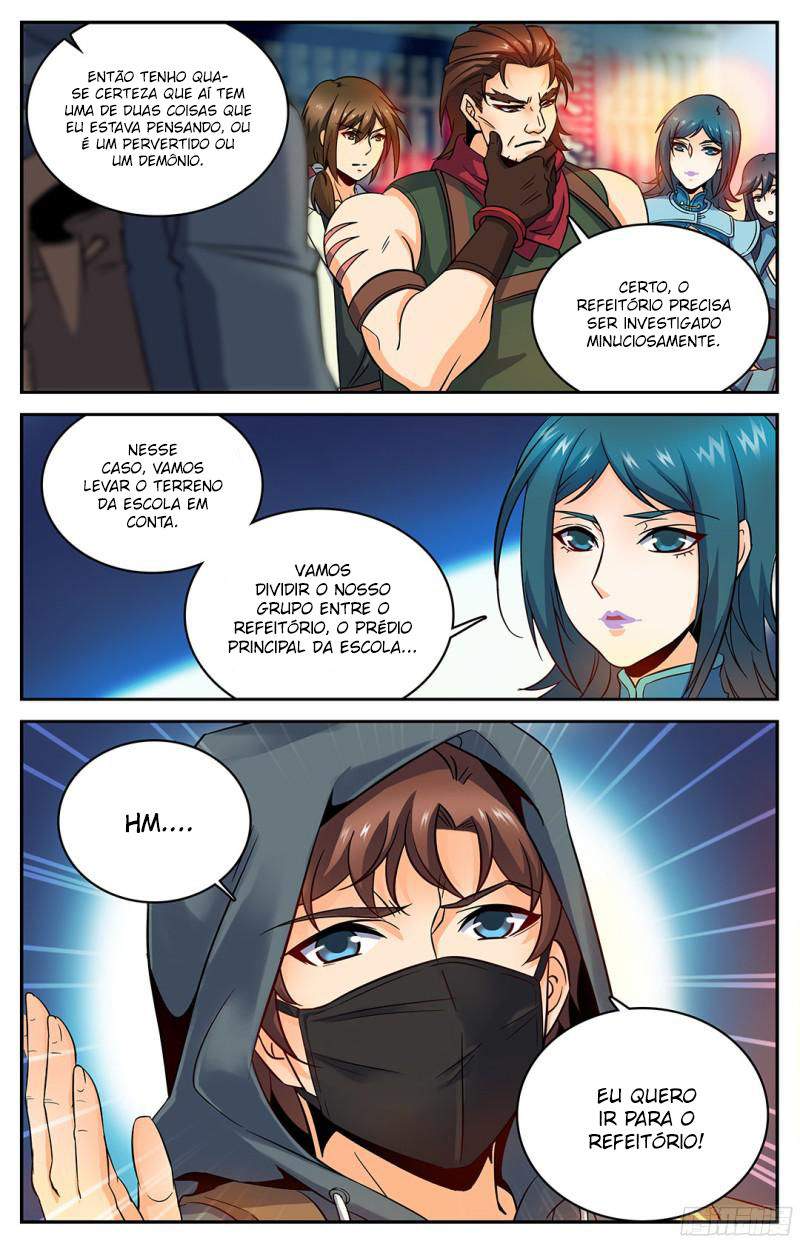 ENTÃO TENHO QUA-
SE CERTEZA QUE AÍ TEM
UMA DE DUAS COISAS QUE
EU ESTAVA PENSANDO, OU
É UM PERVERTIDO OU
UM DEMÔNIO.
CERTO, O
REFEITÓRIO PRECISA
SER INVESTIGADO
MINUCIOSAMENTE.
NESSE
CASO, VAMOS
LEVAR O TERRENO
DA ESCOLA EM
CONTA.
VAMOS
DIVIDIR O NOSSO
GRUPO ENTRE O
REFEITÓRIO, O PRÉDIO
PRINCIPAL DA ESCOLA...
HM....
EU QUERO
IR PARA O
REFEITÓRIO!